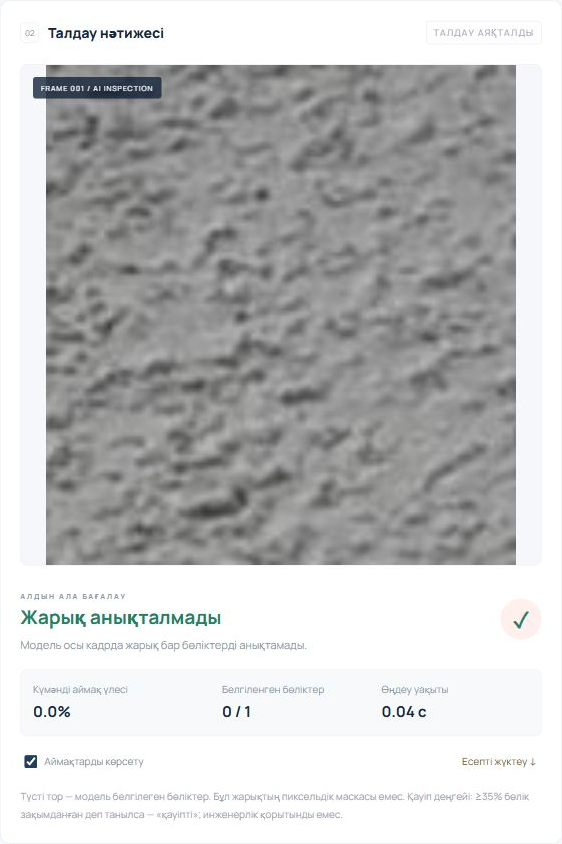 02 Талдау нәтижесі
ТАЛДАУ АЯҚТАЛДЫ
FRAME 001 / AI INSPECTION
АЛДЫН АЛА БАҒАЛАУ
Жарық анықталмады
✓
Модель осы кадрда жарық бар бөліктерді анықтамады.
Күмәнді аймақ үлесі
Белгіленген бөліктер
Өңдеу уақыты
0.0%
0 / 1
0.04 с
Аймақтарды көрсету
Есепті жүктеу ↓
Түсті тор — модель белгілеген бөліктер. Бұл жарықтың пиксельдік маскасы емес. Қауіп деңгейі: ≥35% бөлік
зақымданған деп танылса — «қауіпті»; инженерлік қорытынды емес.